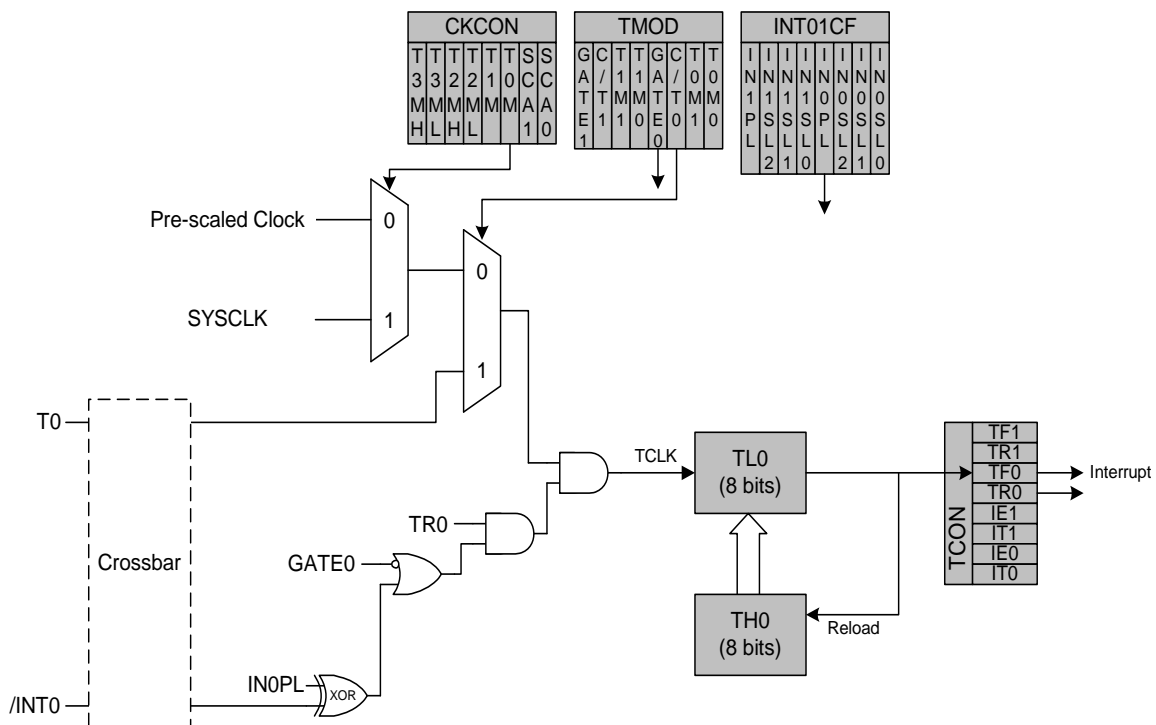 CKCON
T3MH
T3ML
T2MH
T2ML
T1M
T0M
SCA1
SCA0
TMOD
GATE1
C/T1
T1M1
T1M0
GATE0
C/T0
T0M1
T0M0
INT01CF
IN1PL
IN1SL2
IN1SL1
IN1SL0
IN0PL
IN0SL2
IN0SL1
IN0SL0
Pre-scaled Clock
0
SYSCLK
1
0
1
T0
Crossbar
TR0
GATE0
IN0PL
XOR
/INT0
TCLK
TL0
(8 bits)
TH0
(8 bits)
Reload
TCON
TF1
TR1
TF0
TR0
IE1
IT1
IE0
IT0
Interrupt